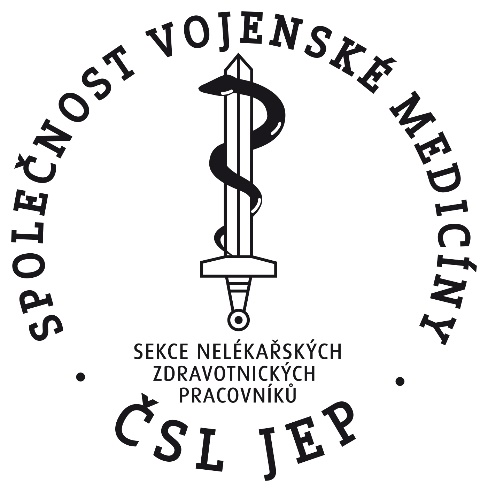 SPOLEČNOST VOJENSKÉ MEDICÍNY
SEKCE NELÉKAŘSKÝCH
ZDRAVOTNICKÝCH
PRACOVNÍKŮ
• ČSL JEP •